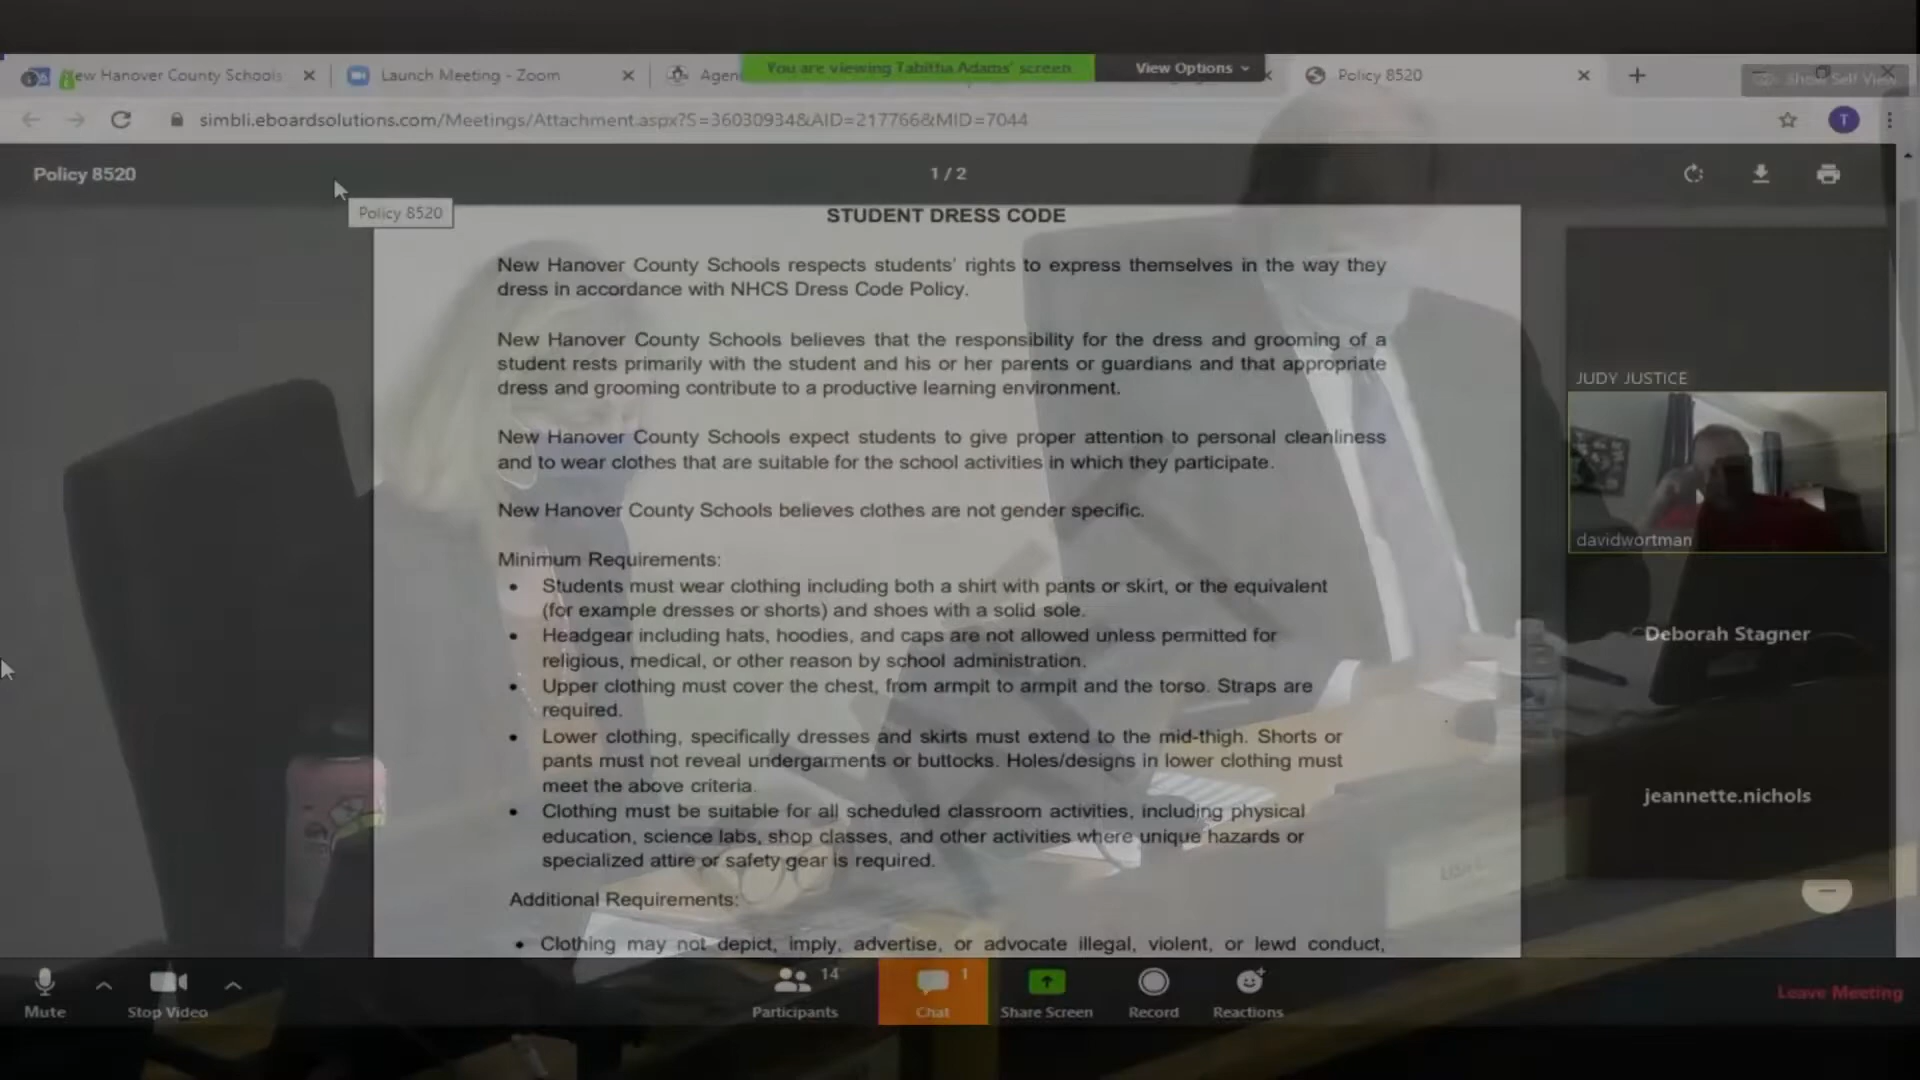 New Hanover County Schools
Launch Meeting - Zoom
Agen
You are viewing Tabitha Adams' screen
View Options
Policy 8520
Show Self View
simbli.eboardsolutions.com/Meetings/Attachment.aspx?S=36030934&AID=217766&MID=7044
T
Policy 8520
1 / 2
Policy 8520
STUDENT DRESS CODE
New Hanover County Schools respects students' rights to express themselves in the way they
dress in accordance with NHCS Dress Code Policy.
New Hanover County Schools believes that the responsibility for the dress and grooming of a
student rests primarily with the student and his or her parents or guardians and that appropriate
dress and grooming contribute to a productive learning environment.
New Hanover County Schools expect students to give proper attention to personal cleanliness
and to wear clothes that are suitable for the school activities in which they participate.
New Hanover County Schools believes clothes are not gender specific.
Minimum Requirements:
• Students must wear clothing including both a shirt with pants or skirt, or the equivalent
(for example dresses or shorts) and shoes with a solid sole.
• Headgear including hats, hoodies, and caps are not allowed unless permitted for
religious, medical, or other reason by school administration.
• Upper clothing must cover the chest, from armpit to armpit and the torso. Straps are
required.
• Lower clothing, specifically dresses and skirts must extend to the mid-thigh. Shorts or
pants must not reveal undergarments or buttocks. Holes/designs in lower clothing must
meet the above criteria.
• Clothing must be suitable for all scheduled classroom activities, including physical
education, science labs, shop classes, and other activities where unique hazards or
specialized attire or safety gear is required.
Additional Requirements:
• Clothing may not depict, imply, advertise, or advocate illegal, violent, or lewd conduct,
JUDY JUSTICE
davidwortman
Deborah Stagner
jeannette.nichols
Mute
Stop Video
14
Participants
1
Chat
Share Screen
Record
Reactions
Leave Meeting